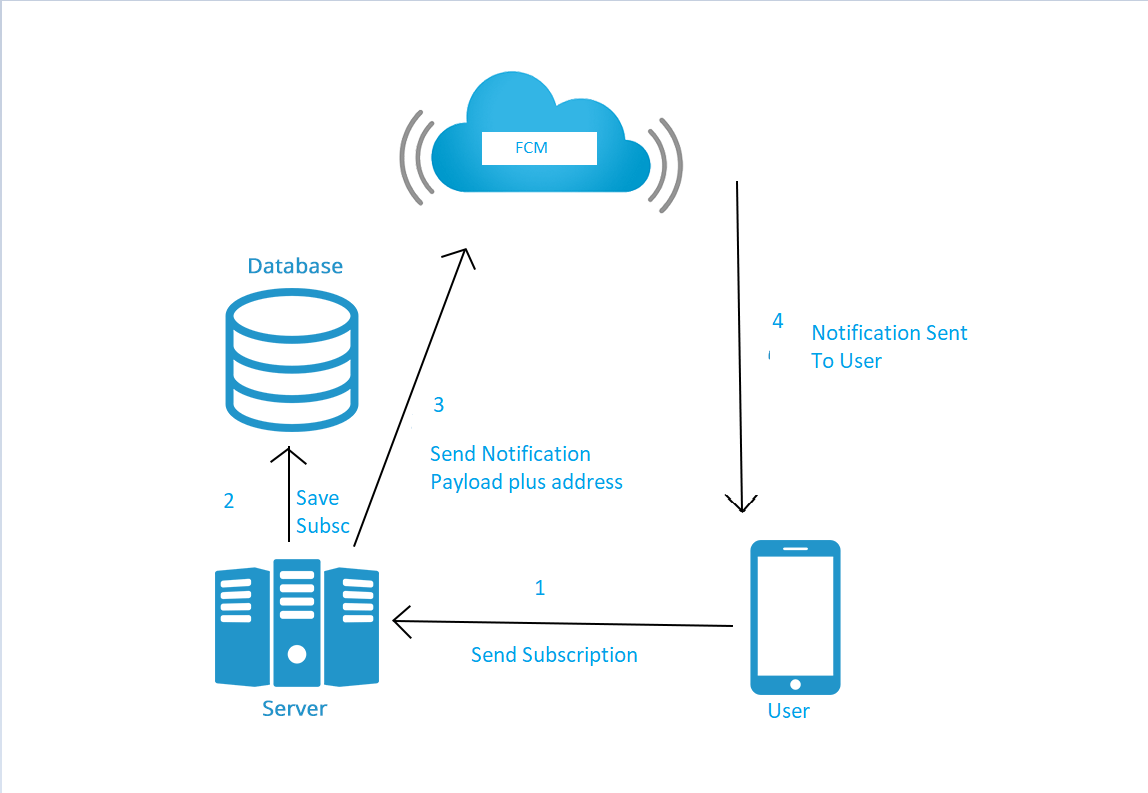 FCM
Database
4
Notification Sent
To User
3
Send Notification
Payload plus address
2
Save
Subsc
1
Send Subscription
Server
User